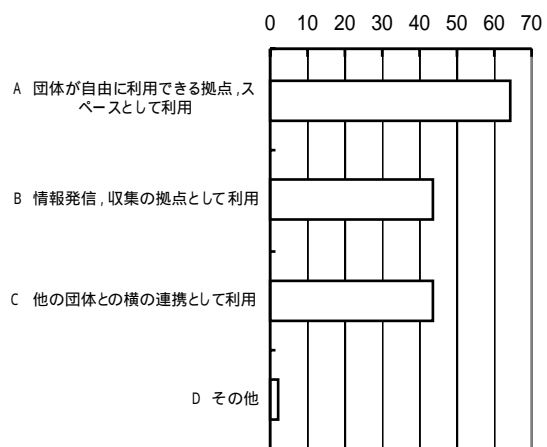 0 10 20 30 40 50 60 70
A 団体が自由に利用できる拠点,ス
ペースとして利用
B 情報発信,収集の拠点として利用
C 他の団体との横の連携として利用
D その他